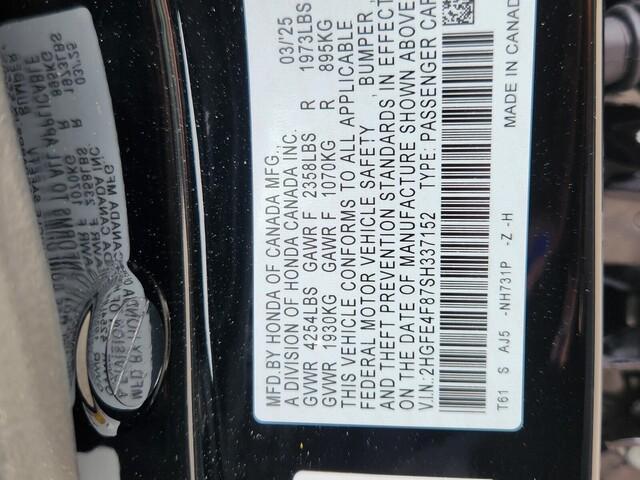 MFD BY HONDA OF CANADA MFG.,
A DIVISION OF HONDA CANADA INC. 03/'25
GVWR 4254LBS GAWR F 2358LBS R 1973LBS
GVWR 1930KG GAWR F 1070KG R 895KG
THIS VEHICLE CONFORMS TO ALL APPLICABLE
FEDERAL MOTOR VEHICLE SAFETY , BUMPER ,
AND THEFT PREVENTION STANDARDS IN EFFECT
ON THE DATE OF MANUFACTURE SHOWN ABOVE.
V.I.N.: 2HGFE4F87SH337152 TYPE: PASSENGER CAR
T61 S AJ5 -NH731P -Z -H MADE IN CANADA